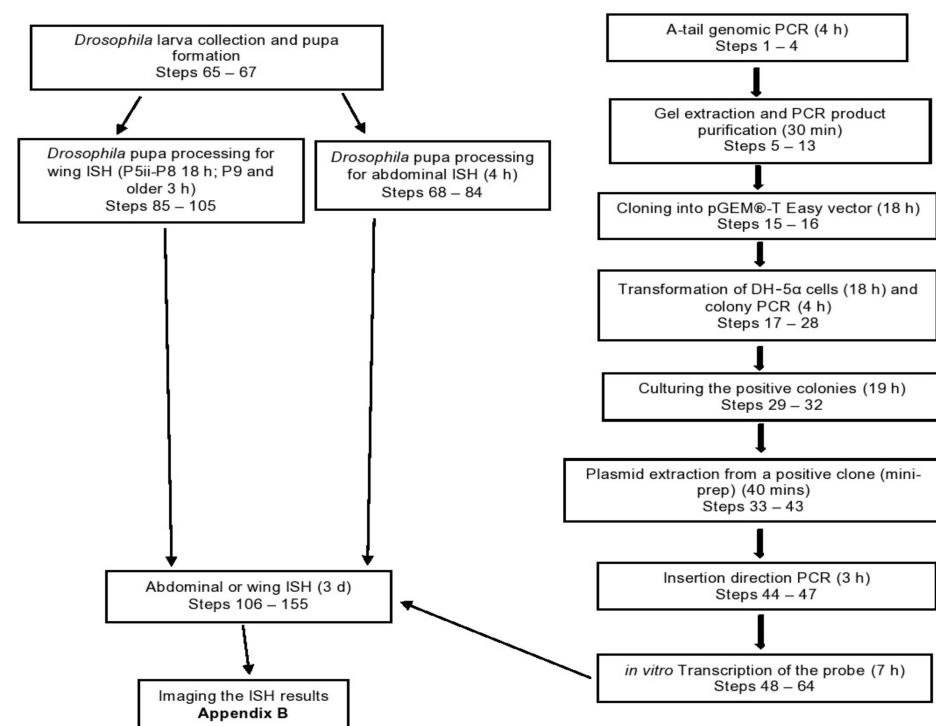 Drosophila larva collection and pupa
formation
Steps 65 – 67
Drosophila pupa processing for
wing ISH (P5ii-P8 18 h; P9 and
older 3 h)
Steps 85 – 105
Drosophila pupa processing
for abdominal ISH (4 h)
Steps 68 – 84
Abdominal or wing ISH (3 d)
Steps 106 – 155
Imaging the ISH results
Appendix B
A-tail genomic PCR (4 h)
Steps 1 – 4
Gel extraction and PCR product
purification (30 min)
Steps 5 – 13
Cloning into pGEM®-T Easy vector (18 h)
Steps 15 – 16
Transformation of DH-5α cells (18 h) and
colony PCR (4 h)
Steps 17 – 28
Culturing the positive colonies (19 h)
Steps 29 – 32
Plasmid extraction from a positive clone (mini-
prep) (40 mins)
Steps 33 – 43
Insertion direction PCR (3 h)
Steps 44 – 47
in vitro Transcription of the probe (7 h)
Steps 48 – 64